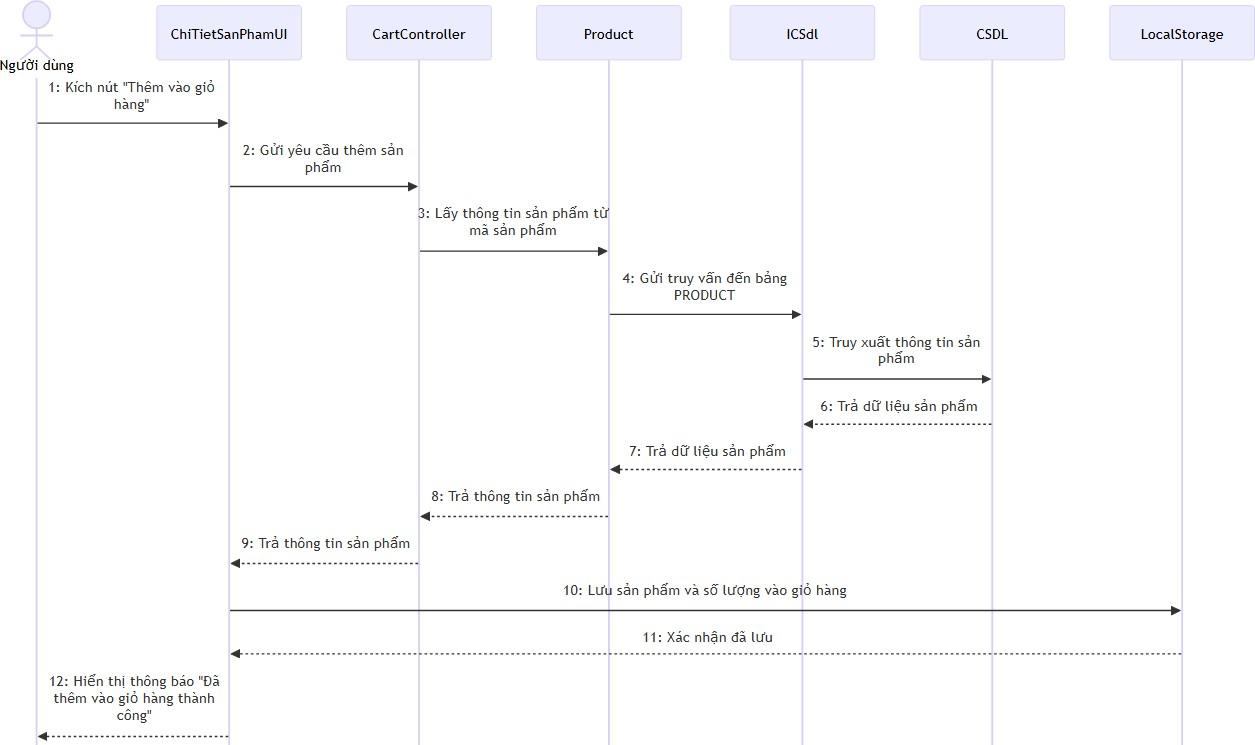 Người dùng
ChiTietSanPhamUI
CartController
Product
ICSdl
CSDL
LocalStorage
1: Kích nút "Thêm vào giỏ
hàng"
2: Gửi yêu cầu thêm sản
phẩm
3: Lấy thông tin sản phẩm từ
mã sản phẩm
4: Gửi truy vấn đến bảng
PRODUCT
5: Truy xuất thông tin sản
phẩm
6: Trả dữ liệu sản phẩm
7: Trả dữ liệu sản phẩm
8: Trả thông tin sản phẩm
9: Trả thông tin sản phẩm
10: Lưu sản phẩm và số lượng vào giỏ hàng
11: Xác nhận đã lưu
12: Hiển thị thông báo "Đã
thêm vào giỏ hàng thành
công"